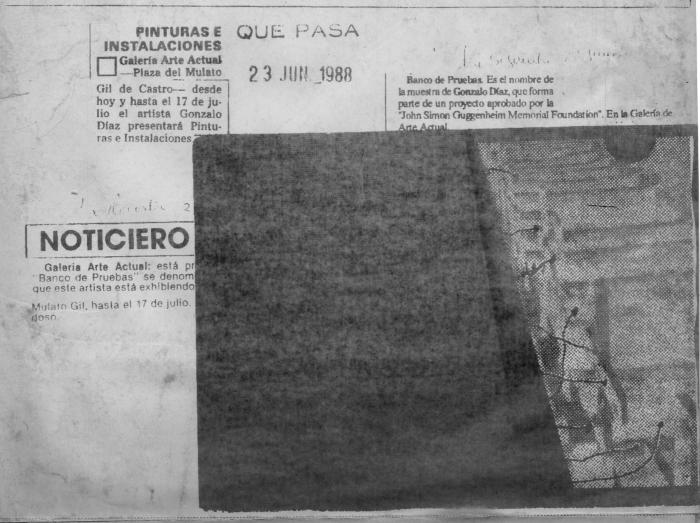 PINTURAS E
INSTALACIONES
Galería Arte Actual
—Plaza del Mulato
Gil de Castro— desde
hoy y hasta el 17 de ju-
lio el artista Gonzalo
Díaz presentará Pintu-
ras e Instalaciones
QUE PASA
23 JUN 1988
Banco de Pruebas. Es el nombre de
la muestra de Gonzalo Díaz, que forma
parte de un proyecto aprobado por la
"John Simon Guggenheim Memorial Foundation". En la Galería de
Arte Actual
NOTICIERO
Galería Arte Actual: está pr
"Banco de Pruebas" se denom
que este artista está exhibiendo
Mulato Gil, hasta el 17 de julio.
doso.